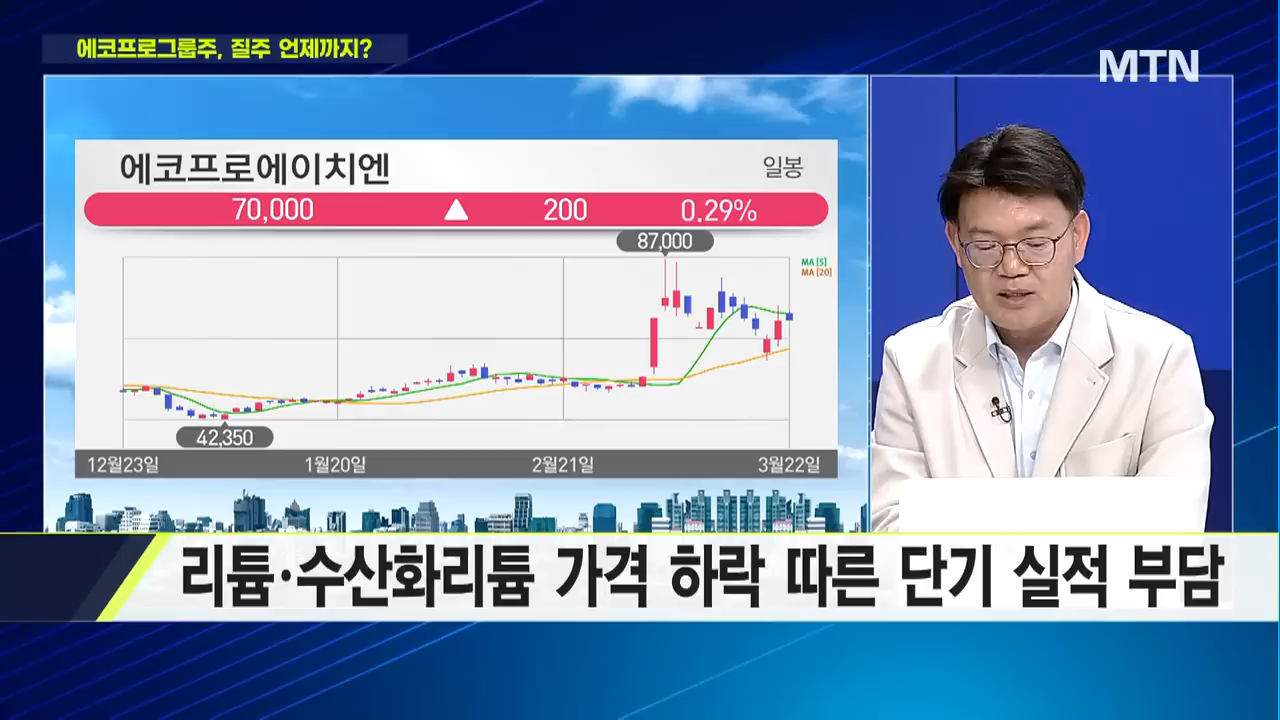 에코프로그룹주, 질주 언제까지?
MTN
에코프로에이치엔
일봉
70,000 ▲ 200 0.29%
87,000
MA [5]
MA [20]
42,350
12월23일 1월20일 2월21일 3월22일
리튬·수산화리튬 가격 하락 따른 단기 실적 부담